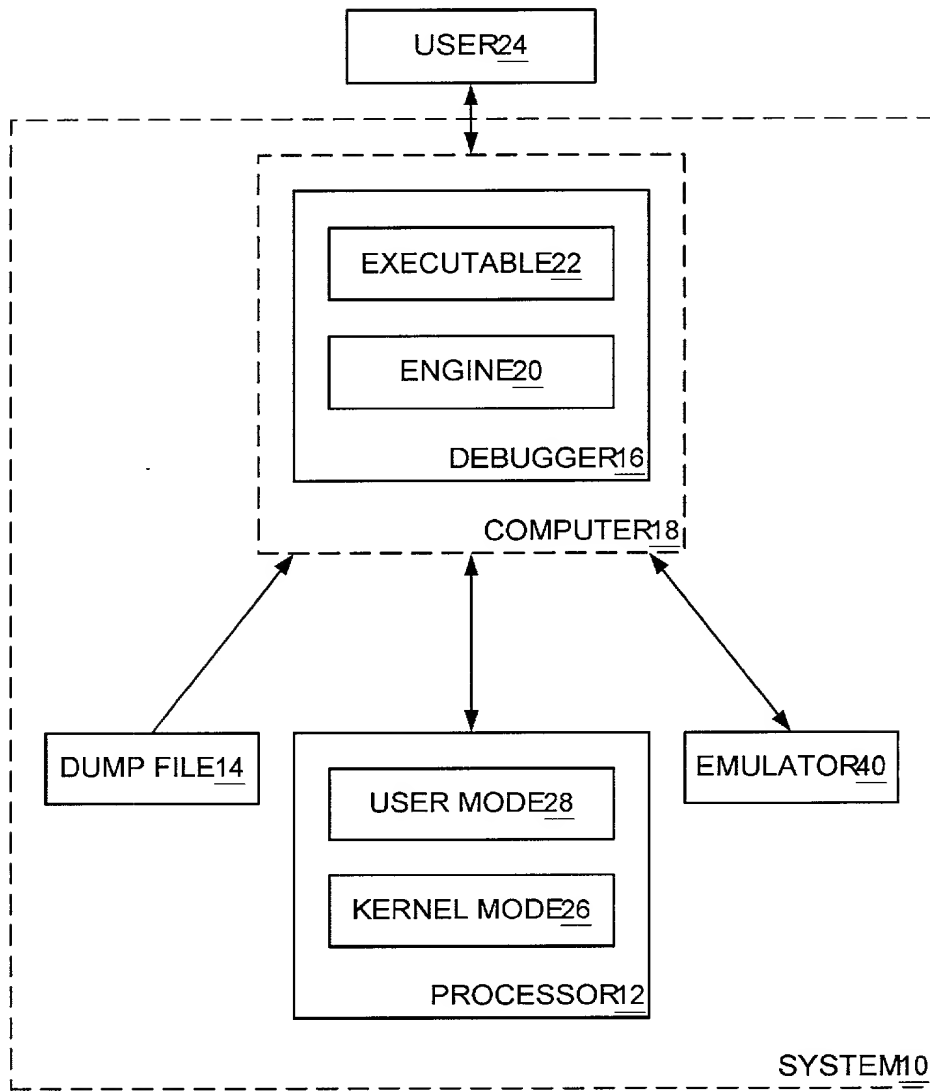 USER24
EXECUTABLE22
ENGINE20
DEBUGGER16
COMPUTER18
DUMP FILE14
EMULATOR40
USER MODE28
KERNEL MODE26
PROCESSOR12
SYSTEM10